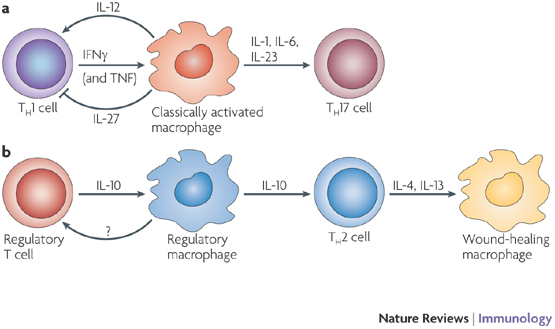 a
IL-12
IFNγ
(and TNF)
IL-27
TH1 cell
Classically activated
macrophage
IL-1, IL-6,
IL-23
TH17 cell
b
IL-10
?
Regulatory
T cell
Regulatory
macrophage
IL-10
TH2 cell
IL-4, IL-13
Wound-healing
macrophage
Nature Reviews | Immunology